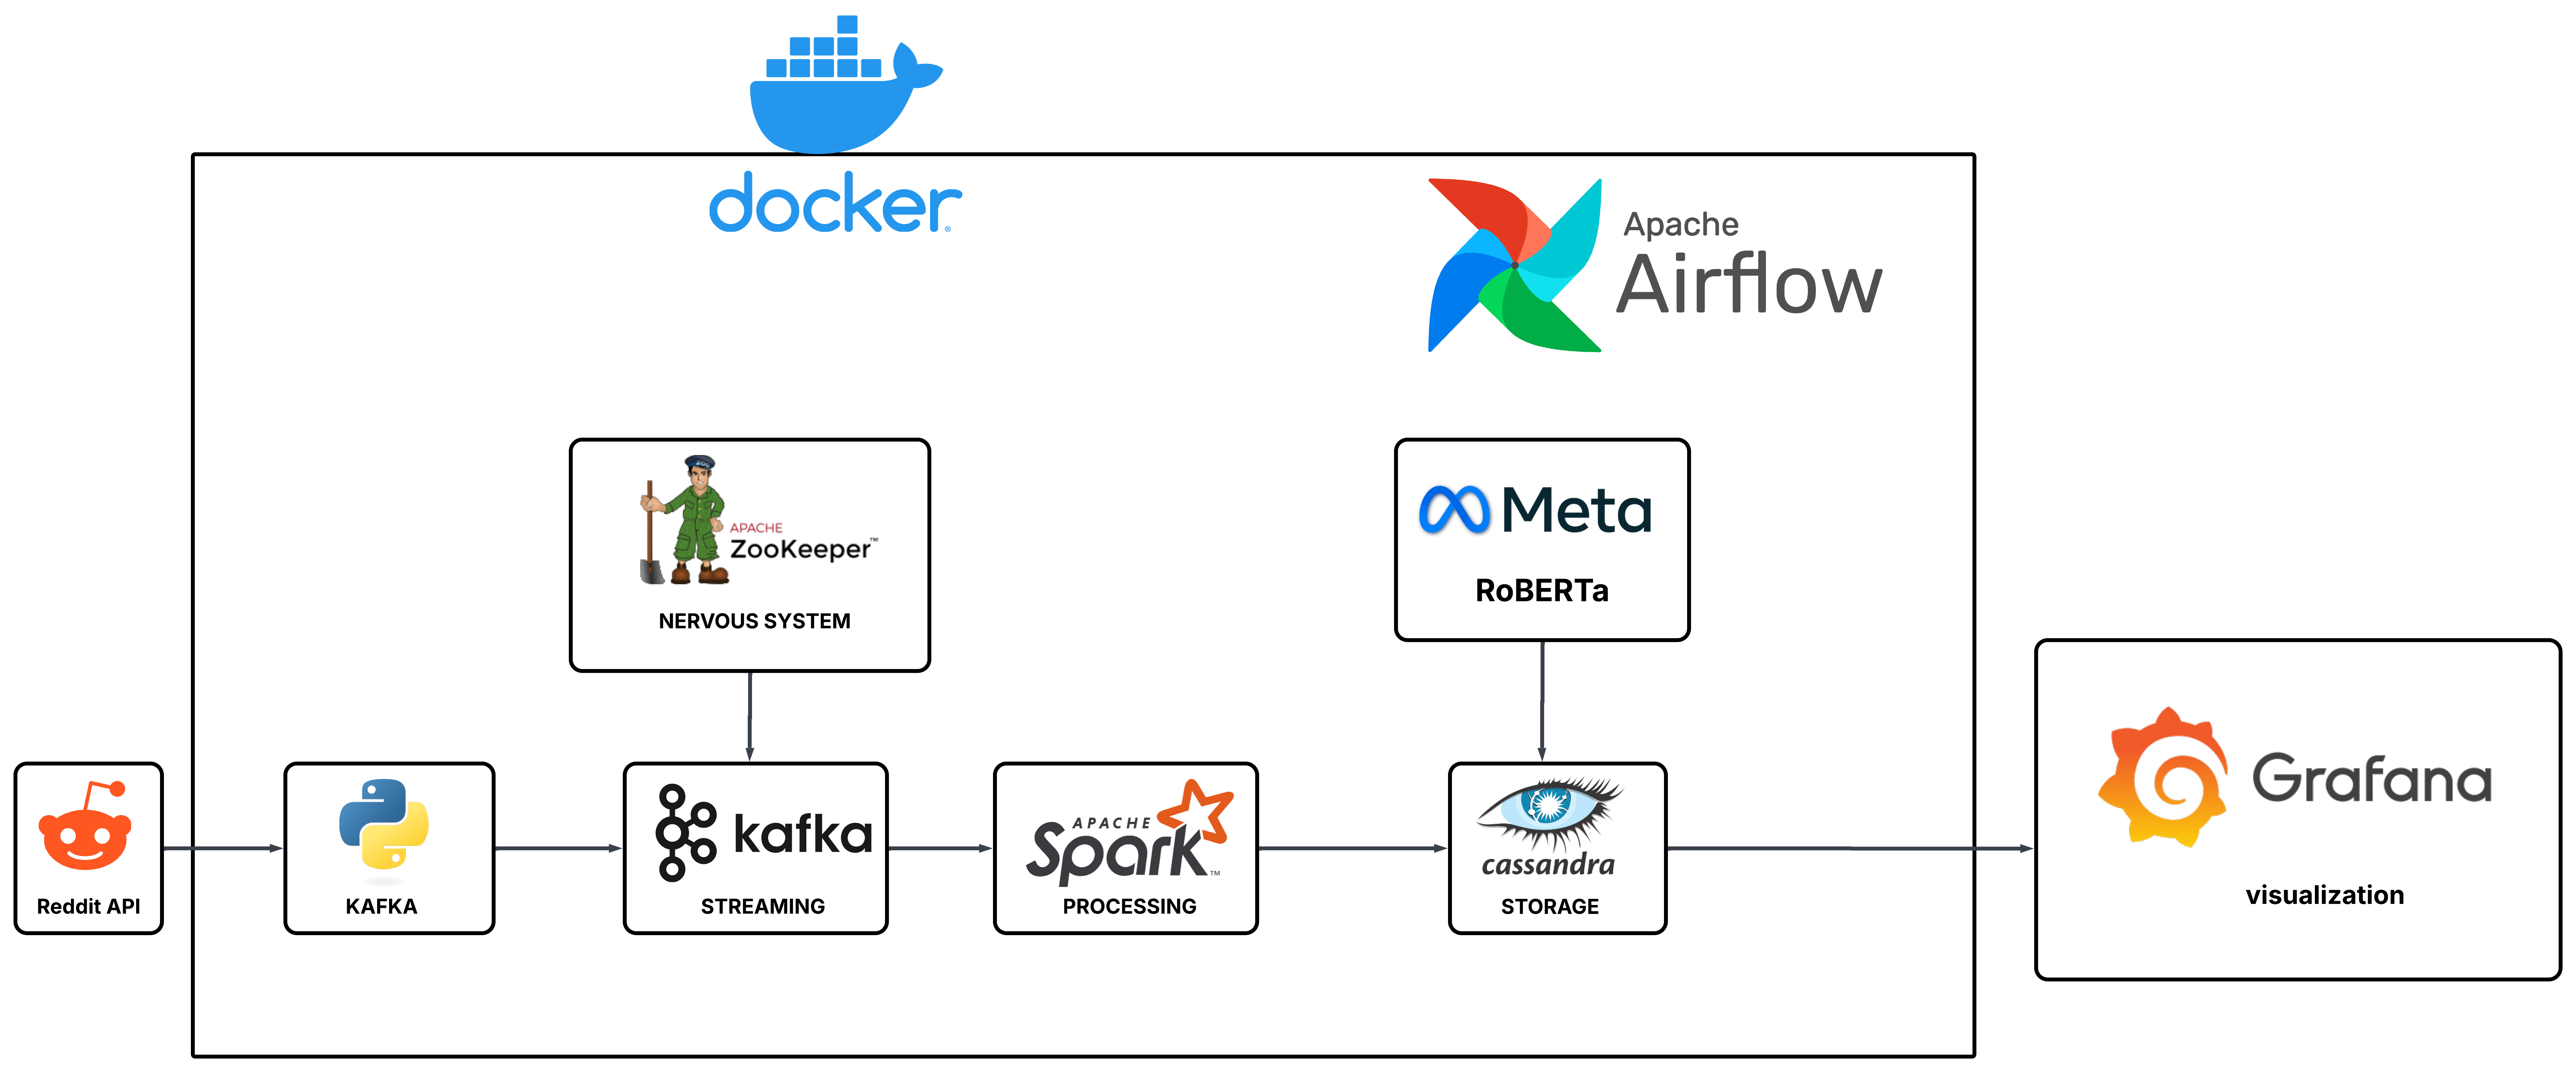 docker
Apache
Airflow
APACHE
ZooKeeper™
NERVOUS SYSTEM
Meta
RoBERTa
Reddit API
KAFKA
kafka
STREAMING
APACHE
Spark™
PROCESSING
cassandra
STORAGE
Grafana
visualization